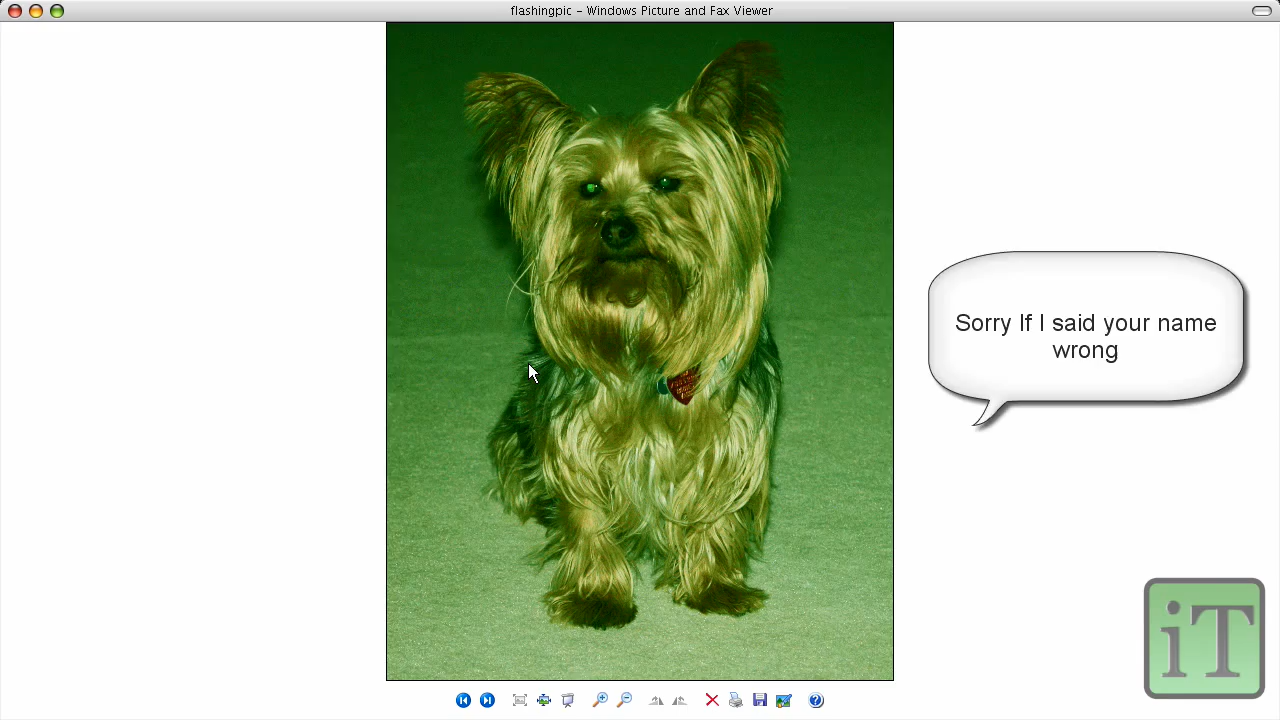 flashingpic - Windows Picture and Fax Viewer
Sorry If I said your name
wrong
iT